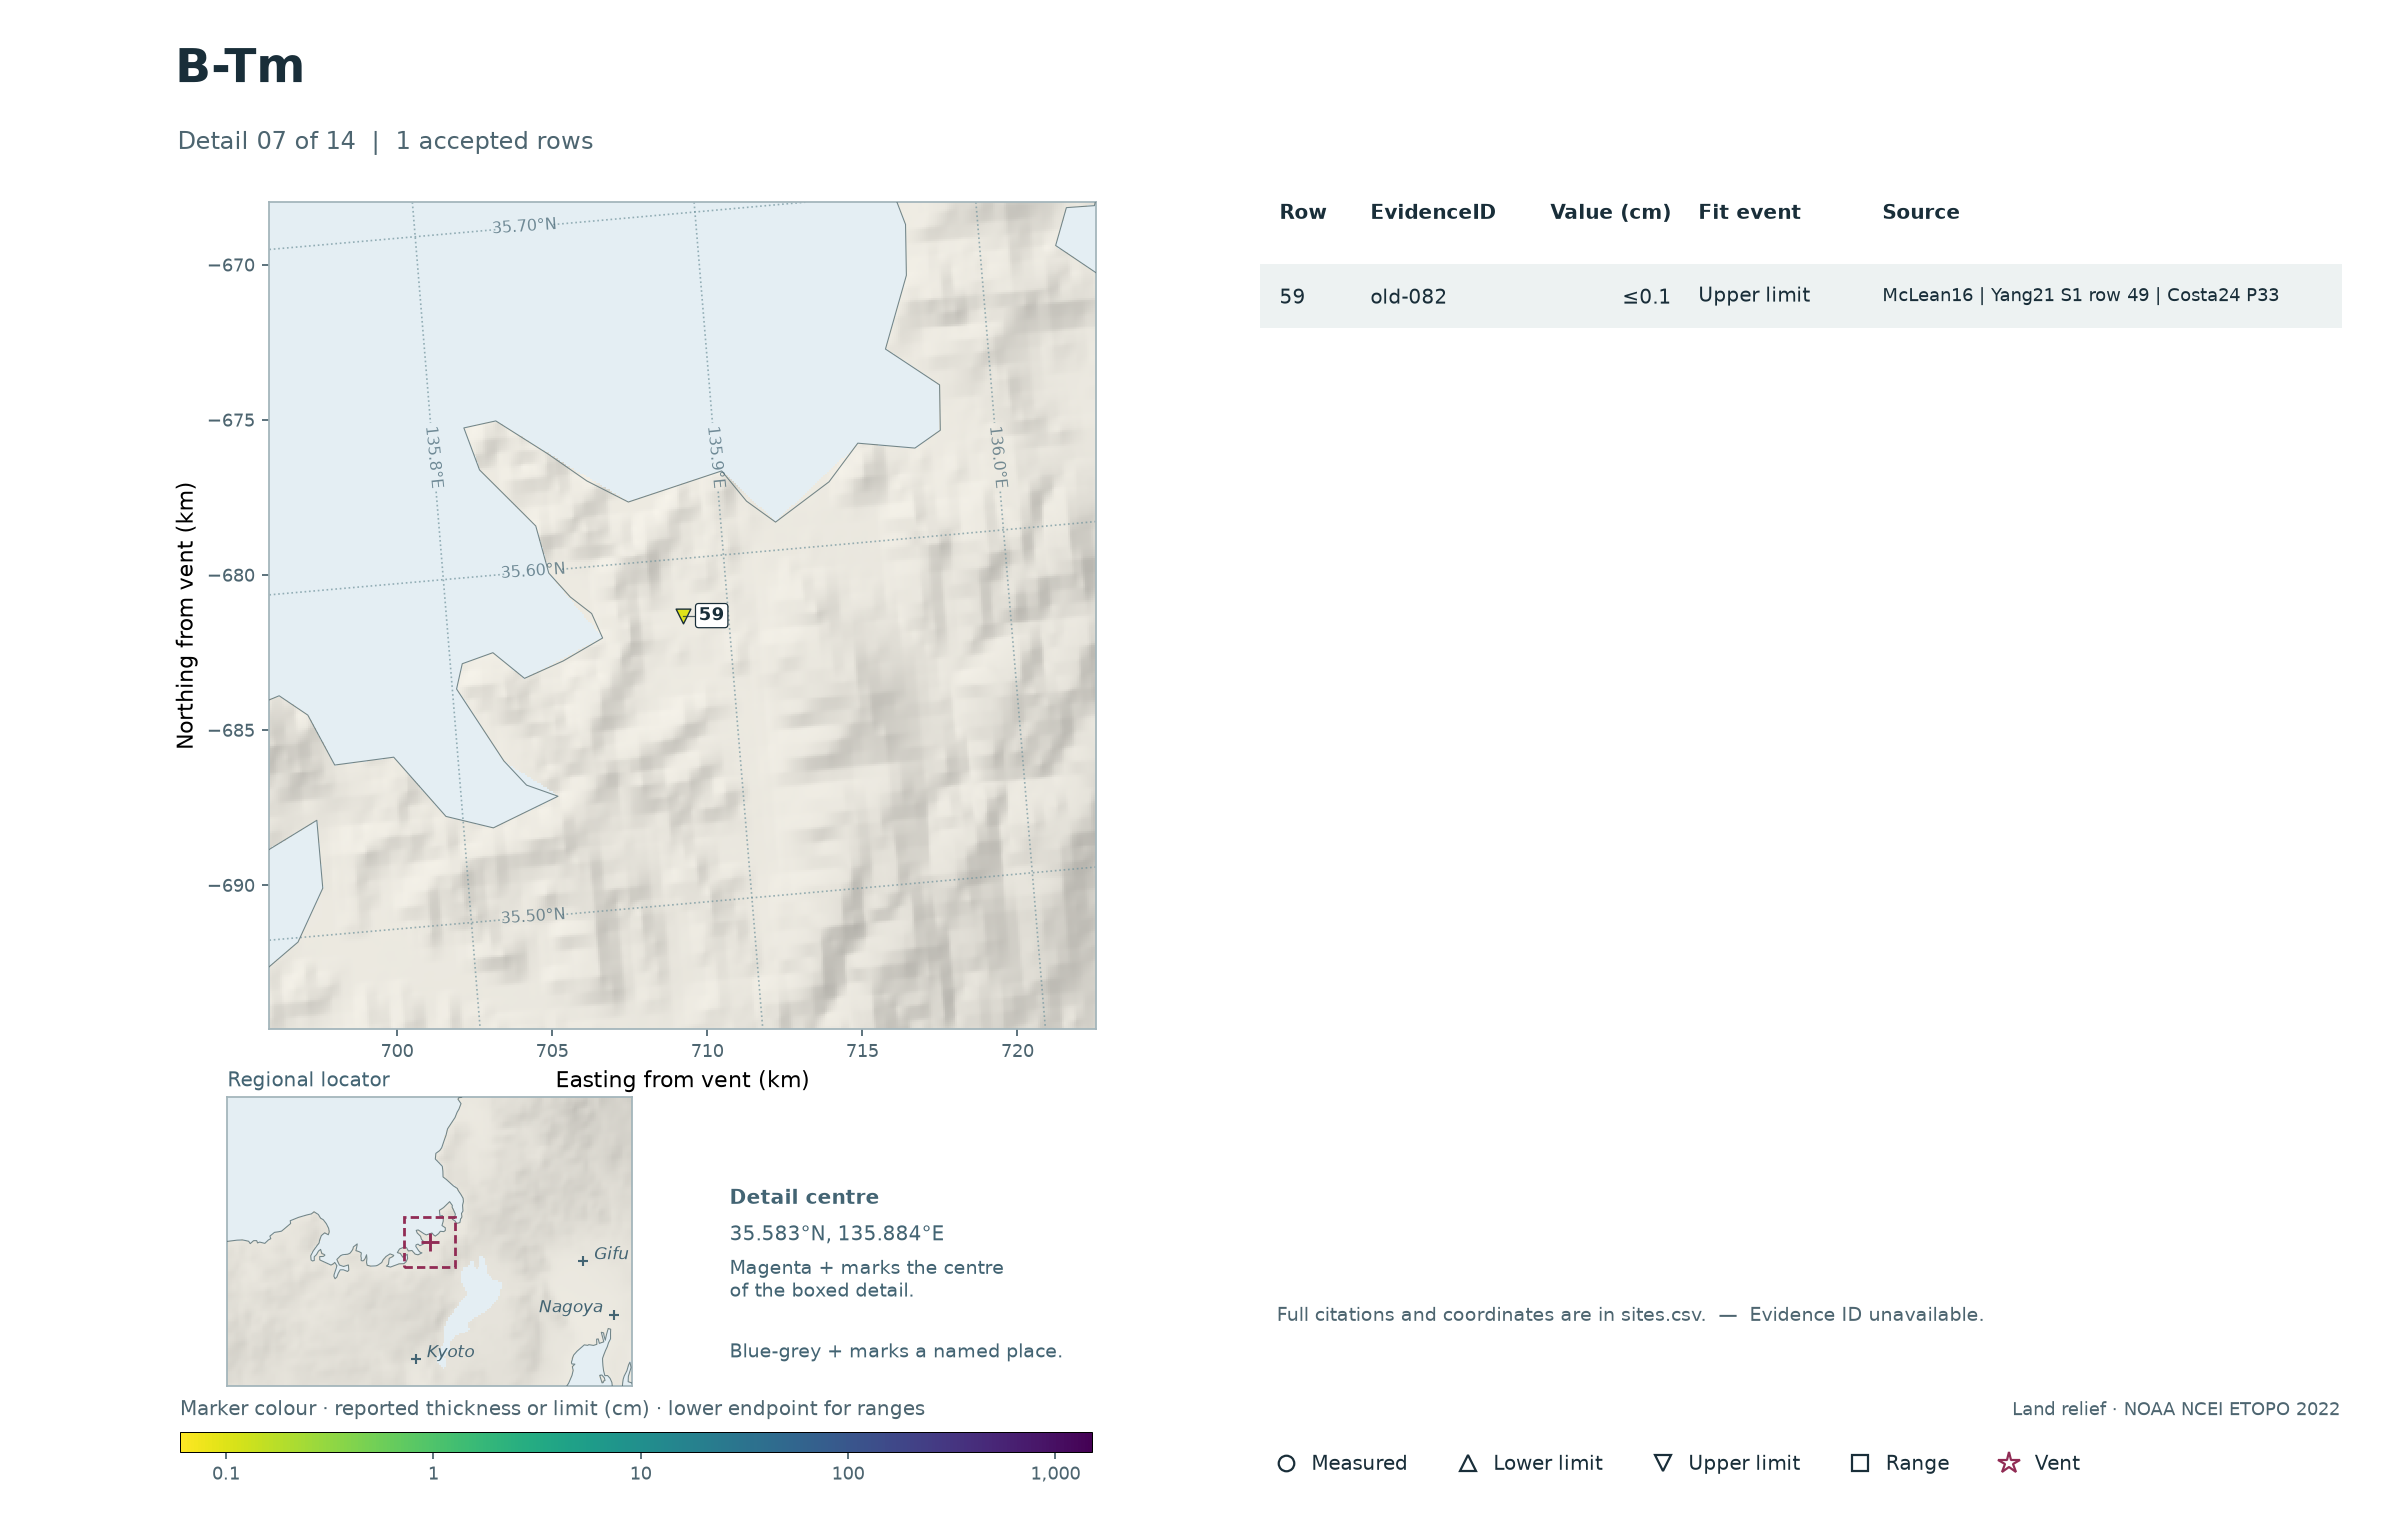 B-Tm
Detail 07 of 14 | 1 accepted rows
Row EvidenceID Value (cm) Fit event Source
59 old-082 ≤0.1 Upper limit McLean16 | Yang21 S1 row 49 | Costa24 P33
35.70°N
−670
−675
135.8°E 135.9°E 136.0°E
Northing from vent (km)
35.60°N
−680
59
−685
−690
35.50°N
700 705 710 715 720
Easting from vent (km)
Regional locator
Gifu
Nagoya
Kyoto
Detail centre
35.583°N, 135.884°E
Magenta + marks the centre
of the boxed detail.
Blue-grey + marks a named place.
Full citations and coordinates are in sites.csv. — Evidence ID unavailable.
Marker colour · reported thickness or limit (cm) · lower endpoint for ranges
0.1 1 10 100 1,000
Land relief · NOAA NCEI ETOPO 2022
Measured Lower limit Upper limit Range Vent